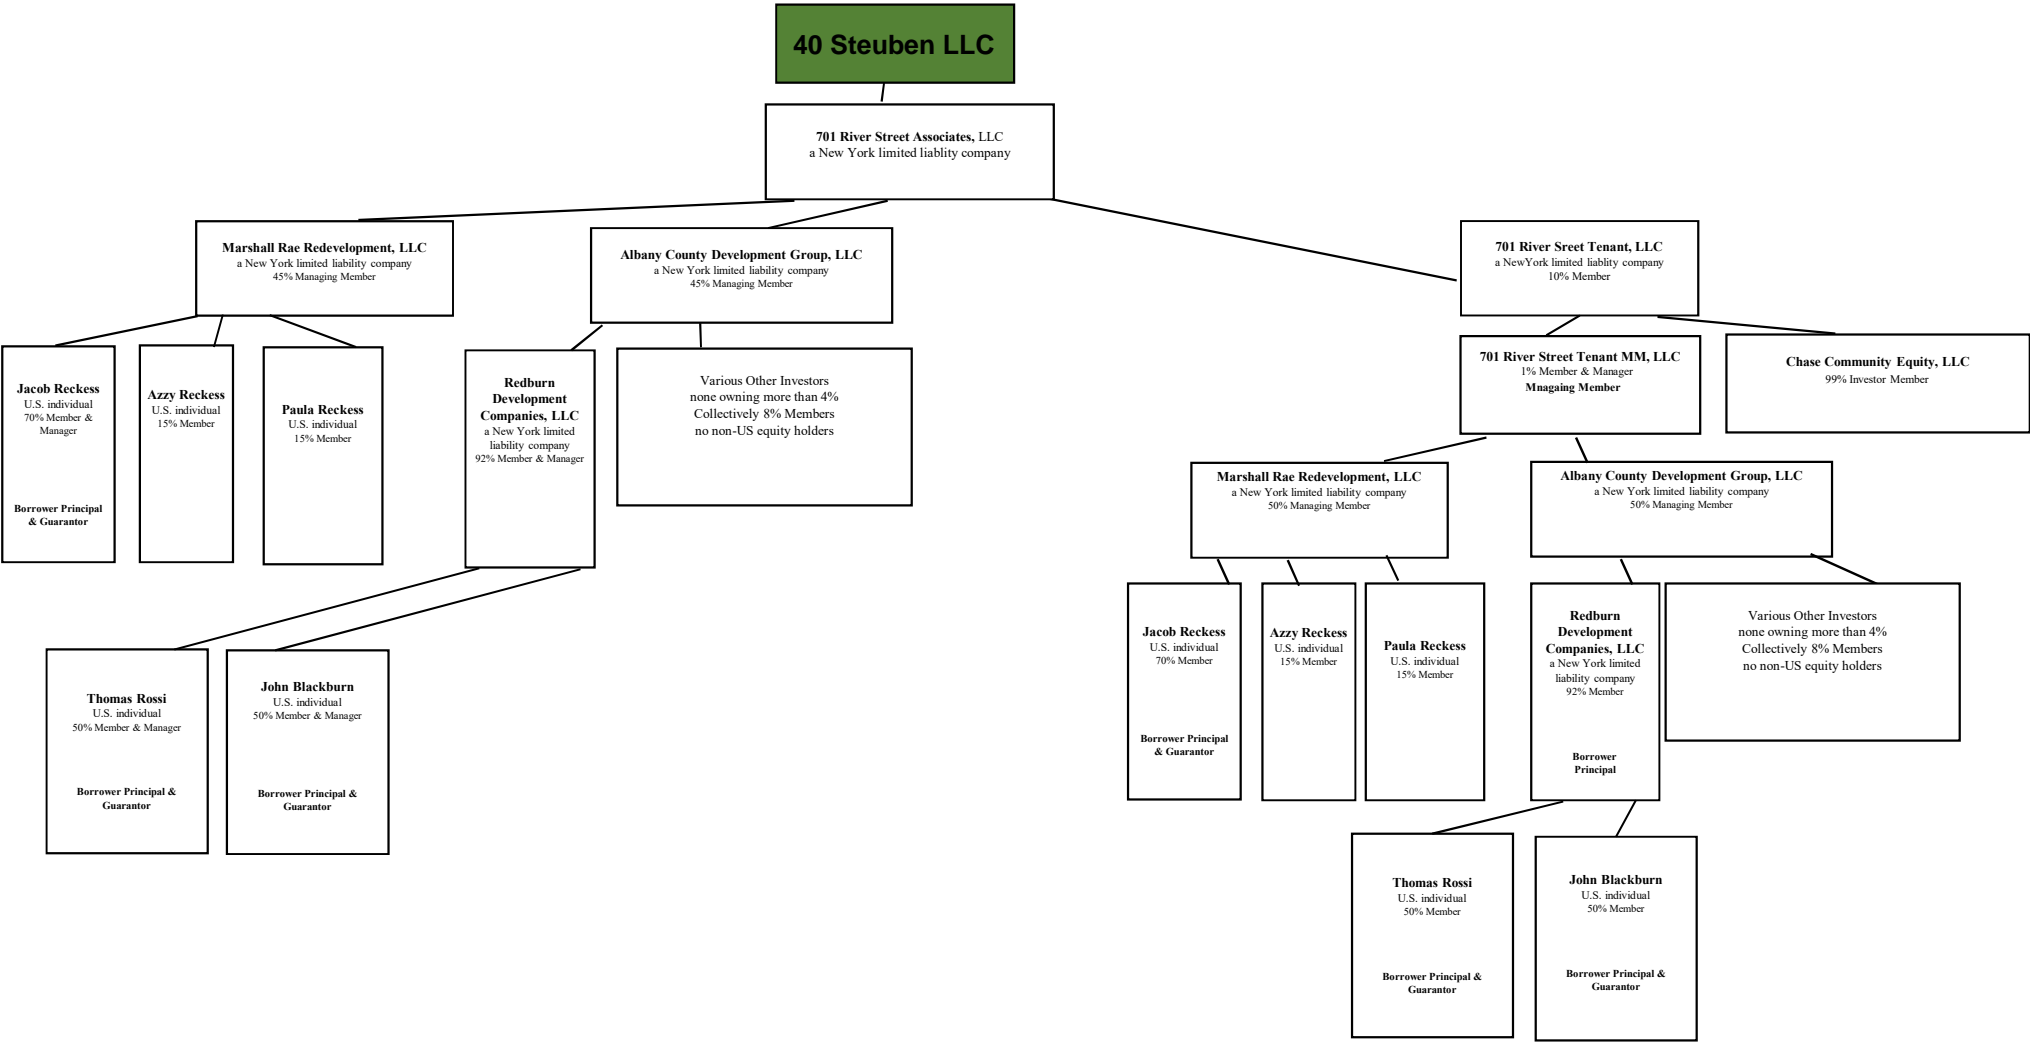 40 Steuben LLC
701 River Street Associates, LLC
a New York limited liablity company
Marshall Rae Redevelopment, LLC
a New York limited liability company
45% Managing Member
Albany County Development Group, LLC
a New York limited liability company
45% Managing Member
701 River Sreet Tenant, LLC
a NewYork limited liablity company
10% Member
Jacob Reckess
U.S. individual
70% Member &
Manager
Borrower Principal
& Guarantor
Azzy Reckess
U.S. individual
15% Member
Paula Reckess
U.S. individual
15% Member
Redburn
Development
Companies, LLC
a New York limited
liability company
92% Member & Manager
Various Other Investors
none owning more than 4%
Collectively 8% Members
no non-US equity holders
701 River Street Tenant MM, LLC
1% Member & Manager
Mnagaing Member
Chase Community Equity, LLC
99% Investor Member
Marshall Rae Redevelopment, LLC
a New York limited liability company
50% Managing Member
Albany County Development Group, LLC
a New York limited liability company
50% Managing Member
Thomas Rossi
U.S. individual
50% Member & Manager
Borrower Principal &
Guarantor
John Blackburn
U.S. individual
50% Member & Manager
Borrower Principal &
Guarantor
Jacob Reckess
U.S. individual
70% Member
Borrower Principal
& Guarantor
Azzy Reckess
U.S. individual
15% Member
Paula Reckess
U.S. individual
15% Member
Redburn
Development
Companies, LLC
a New York limited
liability company
92% Member
Borrower
Principal
Various Other Investors
none owning more than 4%
Collectively 8% Members
no non-US equity holders
Thomas Rossi
U.S. individual
50% Member
Borrower Principal &
Guarantor
John Blackburn
U.S. individual
50% Member
Borrower Principal &
Guarantor